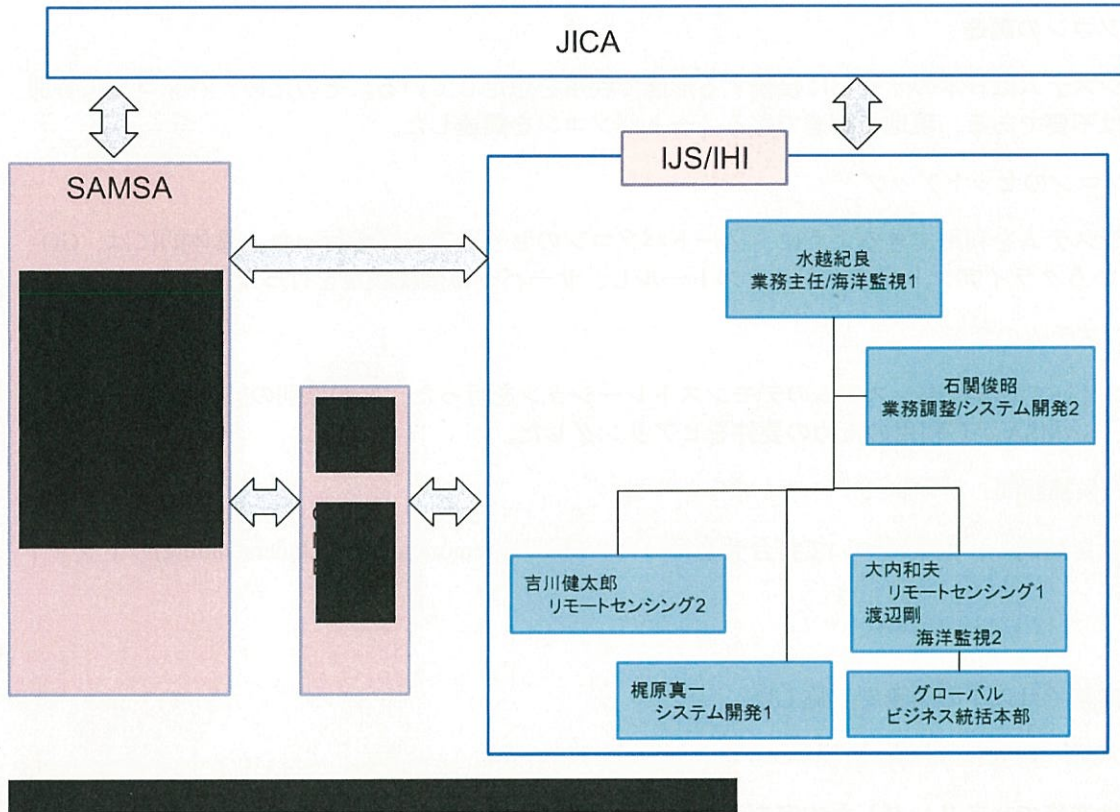 JICA
SAMSA
IJS/IHI
水越紀良
業務主任/海洋監視1
石関俊昭
業務調整/システム開発2
吉川健太郎
リモートセンシング2
大内和夫
リモートセンシング1
渡辺剛
海洋監視2
梶原真一
システム開発1
グローバル
ビジネス統括本部